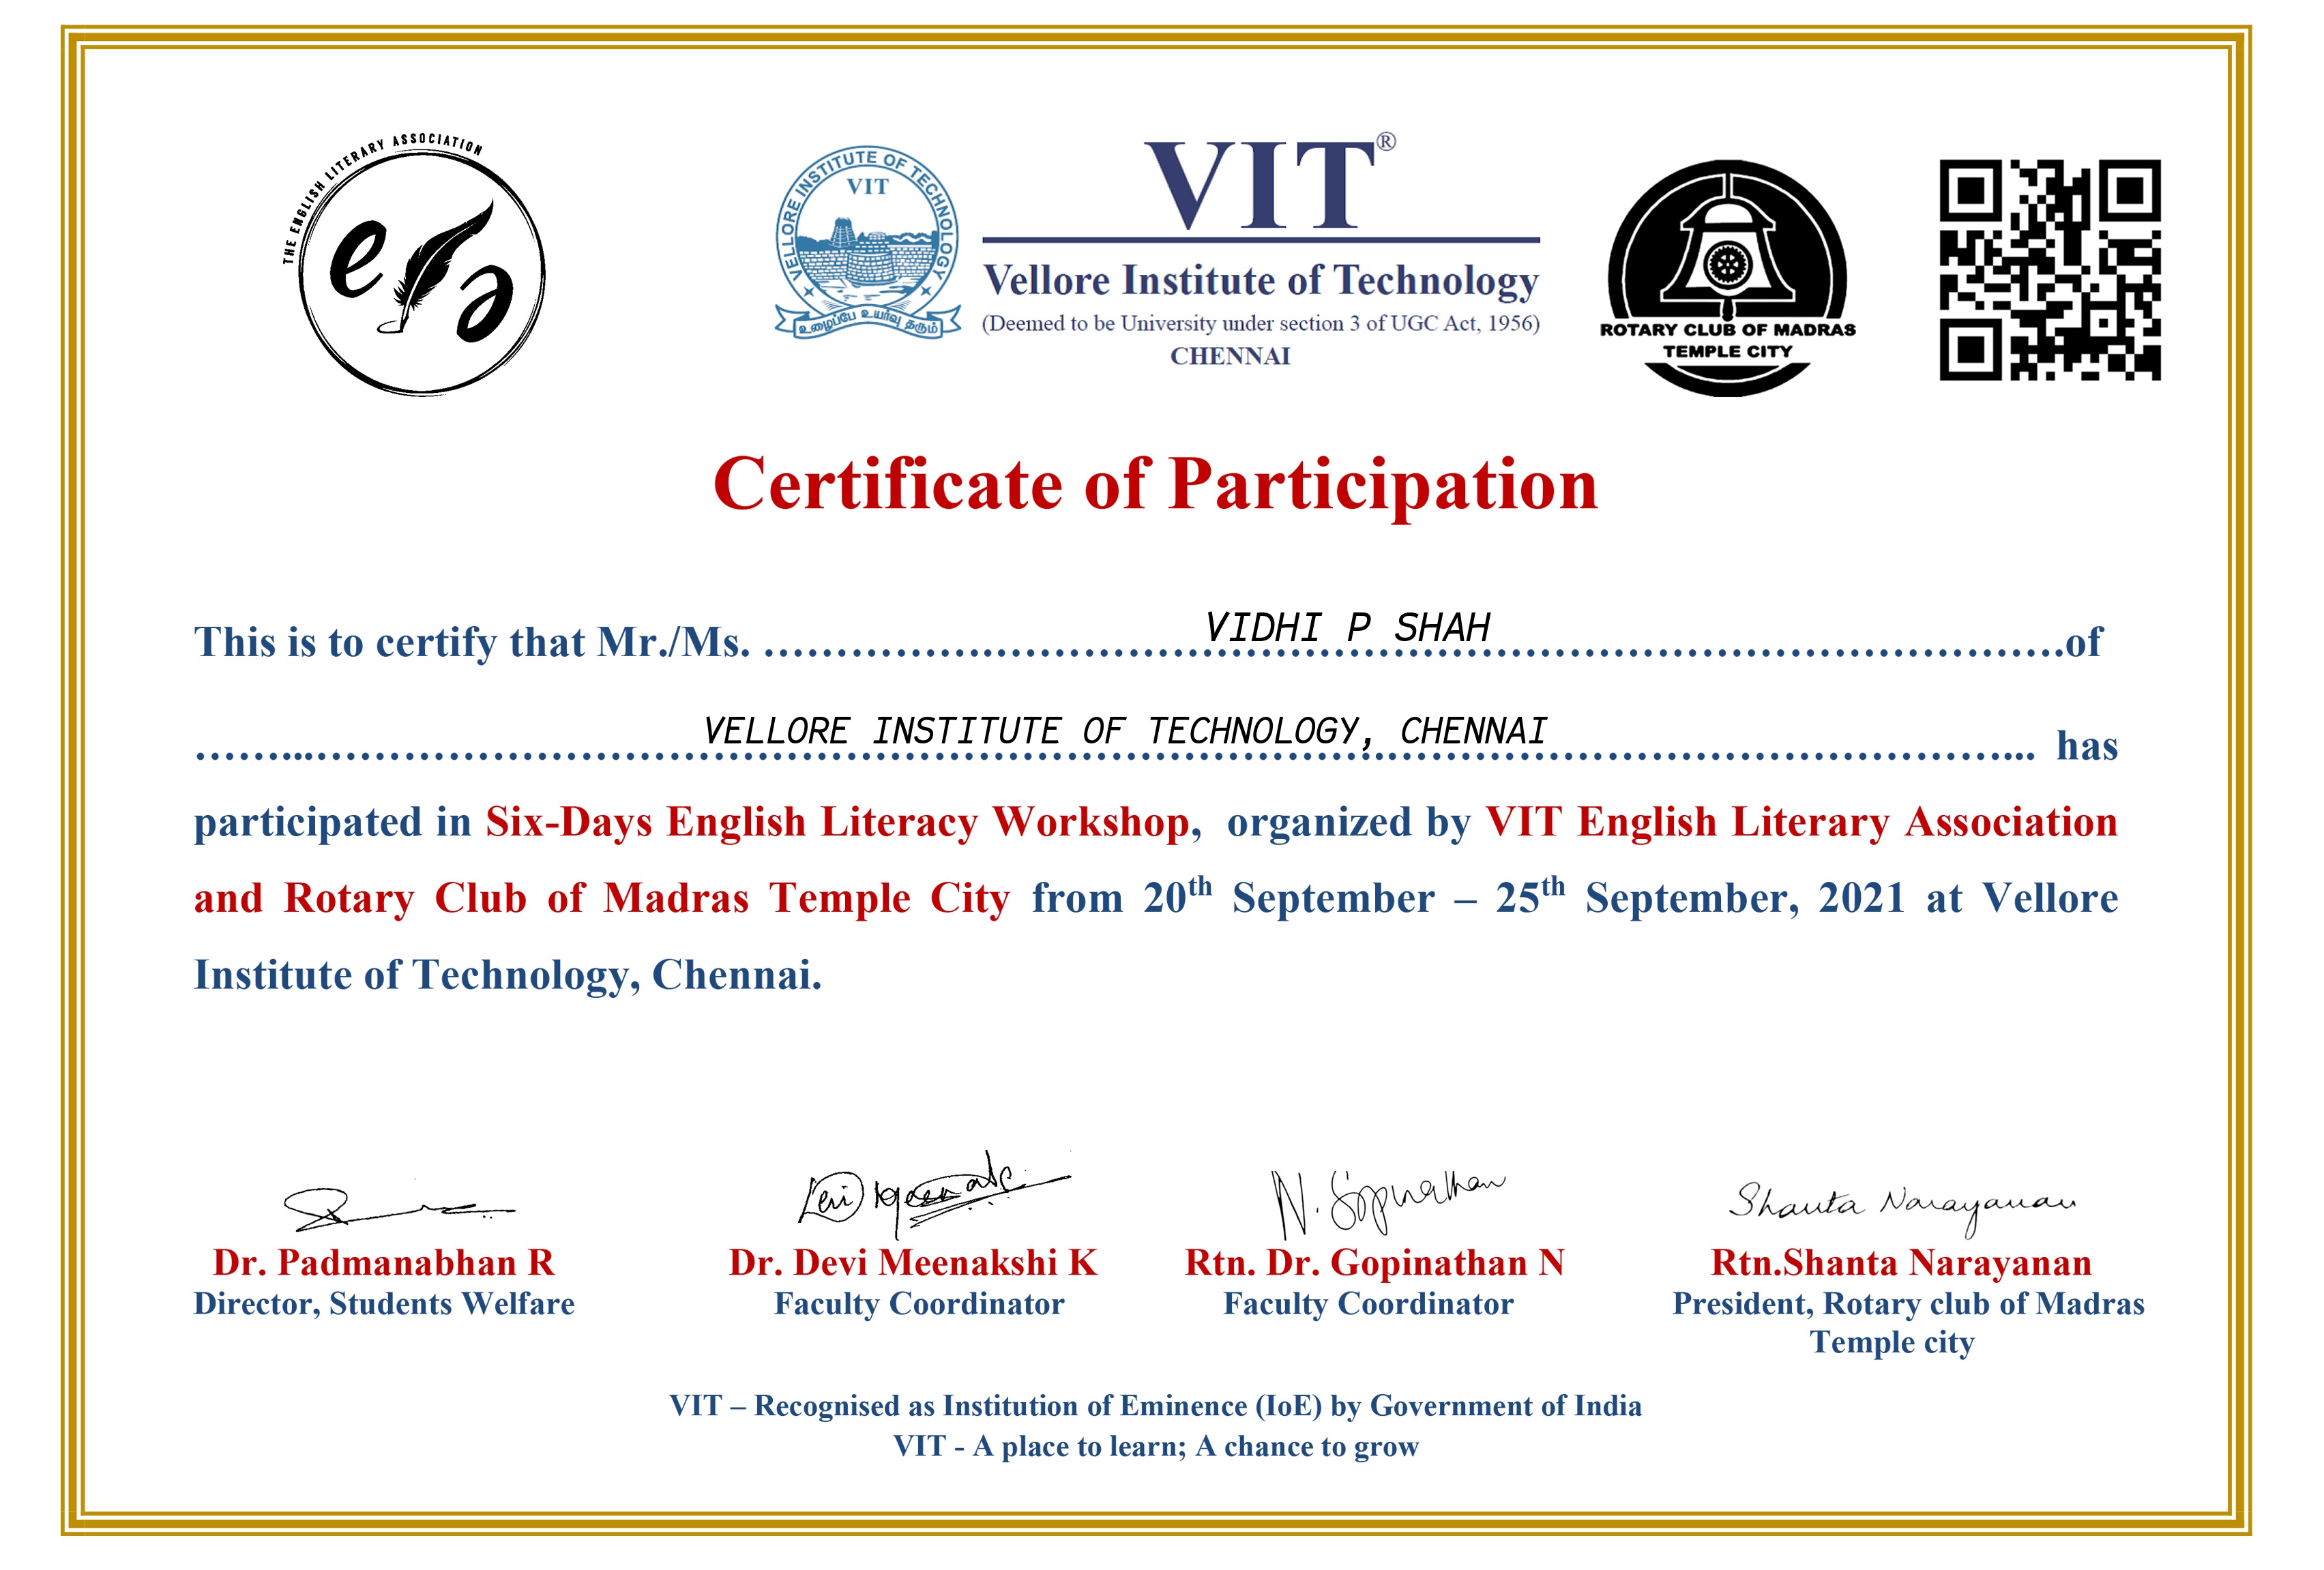 THE ENGLISH LITERARY ASSOCIATION
ela
VELLORE INSTITUTE OF TECHNOLOGY
VIT
உழைப்பே உயர்வு தரும்
VIT®
Vellore Institute of Technology
(Deemed to be University under section 3 of UGC Act, 1956)
CHENNAI
ROTARY CLUB OF MADRAS
TEMPLE CITY
Certificate of Participation
This is to certify that Mr./Ms. VIDHI P SHAH of
VELLORE INSTITUTE OF TECHNOLOGY, CHENNAI has
participated in Six-Days English Literacy Workshop, organized by VIT English Literary Association
and Rotary Club of Madras Temple City from 20th September – 25th September, 2021 at Vellore
Institute of Technology, Chennai.
N. Gopinathan
Shanta Narayanan
Dr. Padmanabhan R
Director, Students Welfare
Dr. Devi Meenakshi K
Faculty Coordinator
Rtn. Dr. Gopinathan N
Faculty Coordinator
Rtn.Shanta Narayanan
President, Rotary club of Madras
Temple city
VIT – Recognised as Institution of Eminence (IoE) by Government of India
VIT - A place to learn; A chance to grow